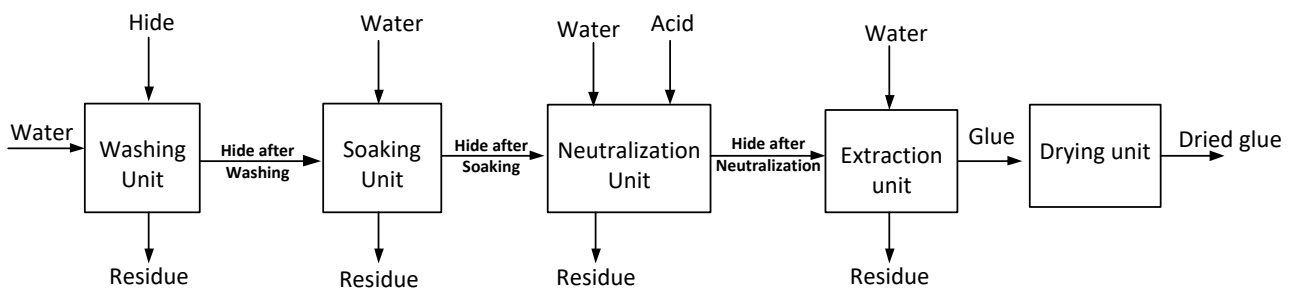 Hide
Water
Water
Acid
Water
Water
Washing
Unit
Hide after
Washing
Soaking
Unit
Hide after
Soaking
Neutralization
Unit
Hide after
Neutralization
Extraction
unit
Glue
Drying unit
Dried glue
Residue
Residue
Residue
Residue